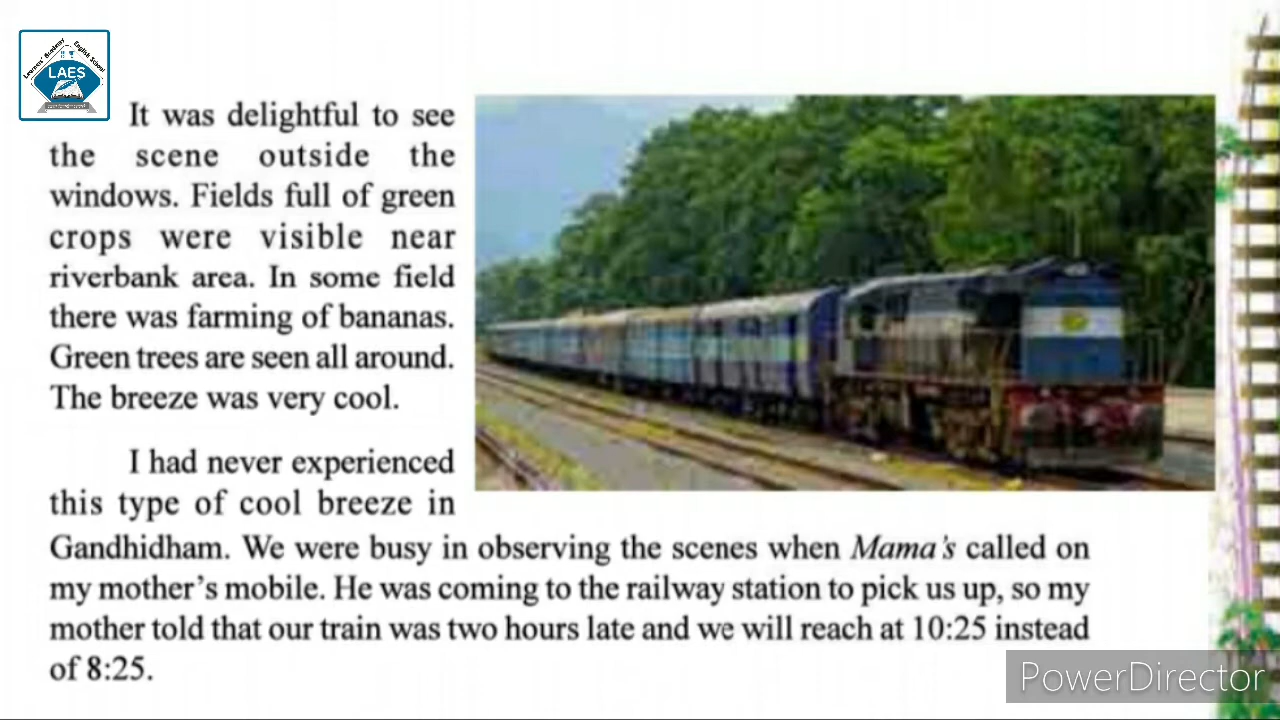 Learners' Academy English School
LAES
It was delightful to see
the scene outside the
windows. Fields full of green
crops were visible near
riverbank area. In some field
there was farming of bananas.
Green trees are seen all around.
The breeze was very cool.
I had never experienced
this type of cool breeze in
Gandhidham. We were busy in observing the scenes when Mama's called on
my mother's mobile. He was coming to the railway station to pick us up, so my
mother told that our train was two hours late and we will reach at 10:25 instead
of 8:25.
PowerDirector